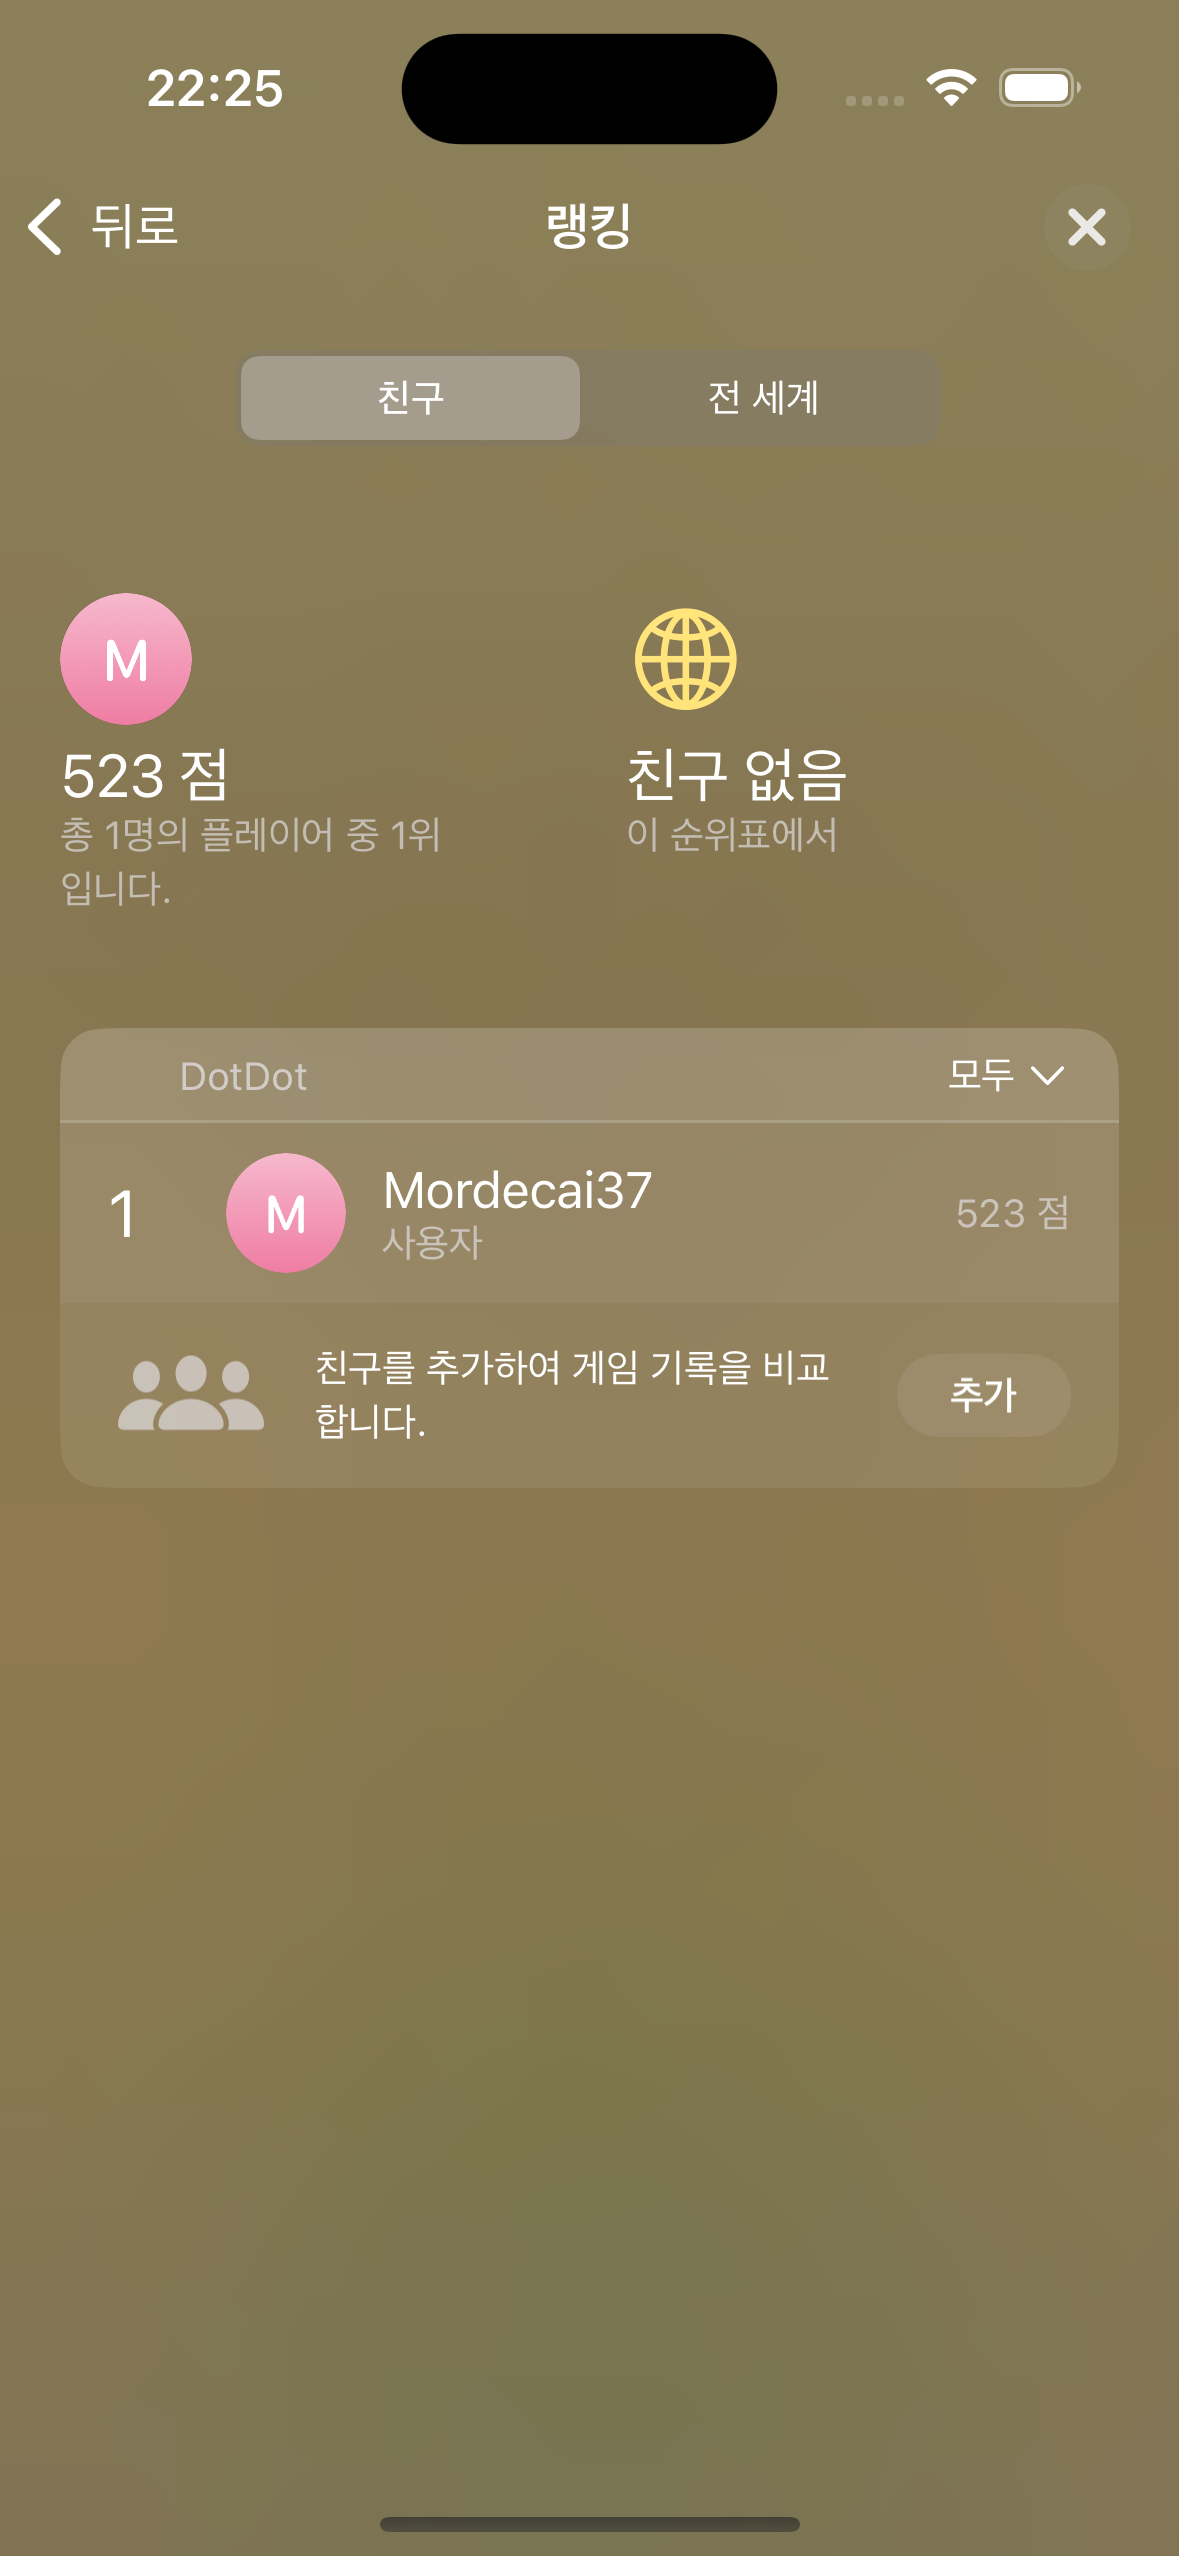 22:25
뒤로
랭킹
친구
전 세계
M
523 점
총 1명의 플레이어 중 1위
입니다.
친구 없음
이 순위표에서
DotDot
모두
1
M
Mordecai37
사용자
523 점
친구를 추가하여 게임 기록을 비교
합니다.
추가